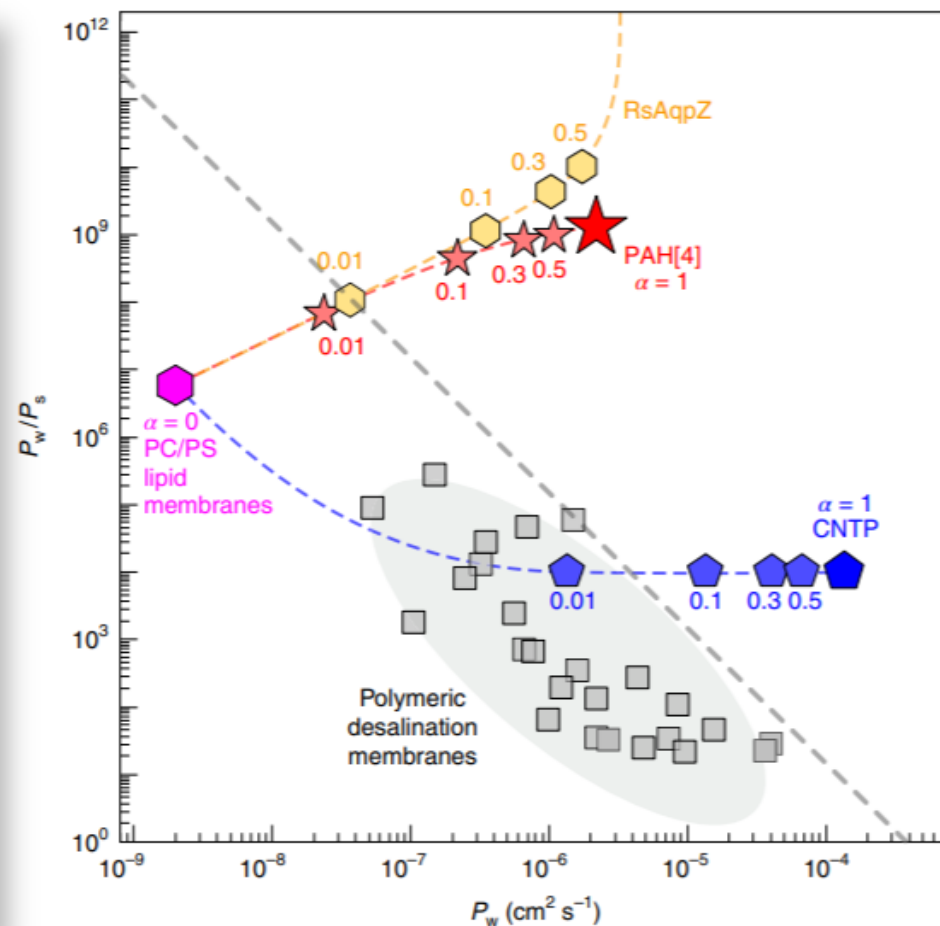 10¹²
RsAqpZ
0.5
0.3
0.1
10⁹
PAH[4]
α = 1
0.01
0.1
0.3
0.5
0.01
P_w/P_s
10⁶
α = 0
PC/PS
lipid
membranes
α = 1
CNTP
0.01
0.1
0.3
0.5
10³
Polymeric
desalination
membranes
10⁰
10⁻⁹
10⁻⁸
10⁻⁷
10⁻⁶
10⁻⁵
10⁻⁴
P_w (cm² s⁻¹)